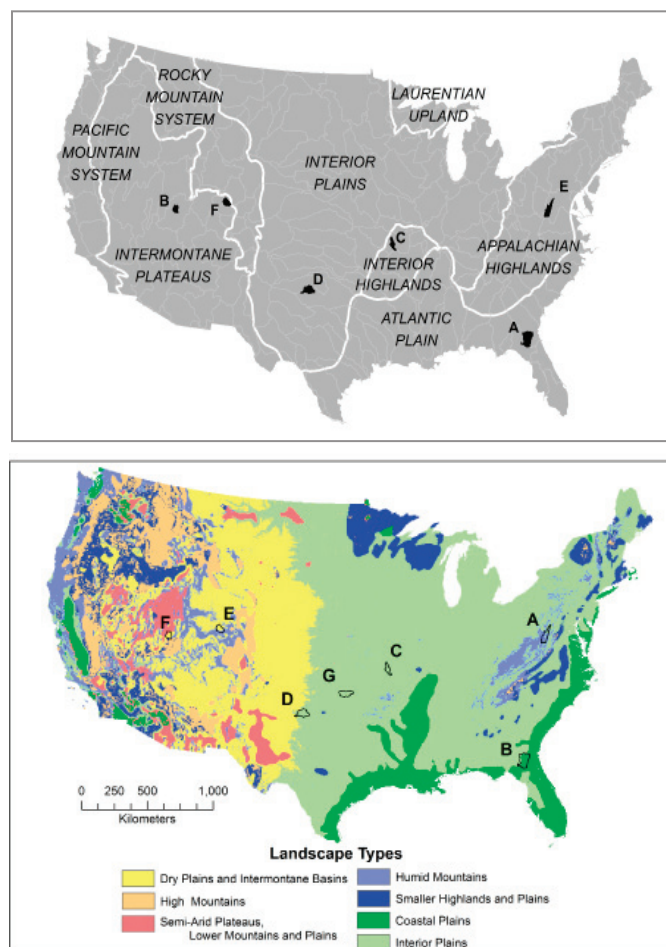 ROCKY
MOUNTAIN
SYSTEM
LAURENTIAN
UPLAND
PACIFIC
MOUNTAIN
SYSTEM
INTERIOR
PLAINS
B
F
E
C
INTERMONTANE
PLATEAUS
INTERIOR
HIGHLANDS
APPALACHIAN
HIGHLANDS
D
ATLANTIC
PLAIN
A
F
E
A
C
G
D
B
0 250 500 1,000
Kilometers
Landscape Types
Dry Plains and Intermontane Basins
High Mountains
Semi-Arid Plateaus,
Lower Mountains and Plains
Humid Mountains
Smaller Highlands and Plains
Coastal Plains
Interior Plains